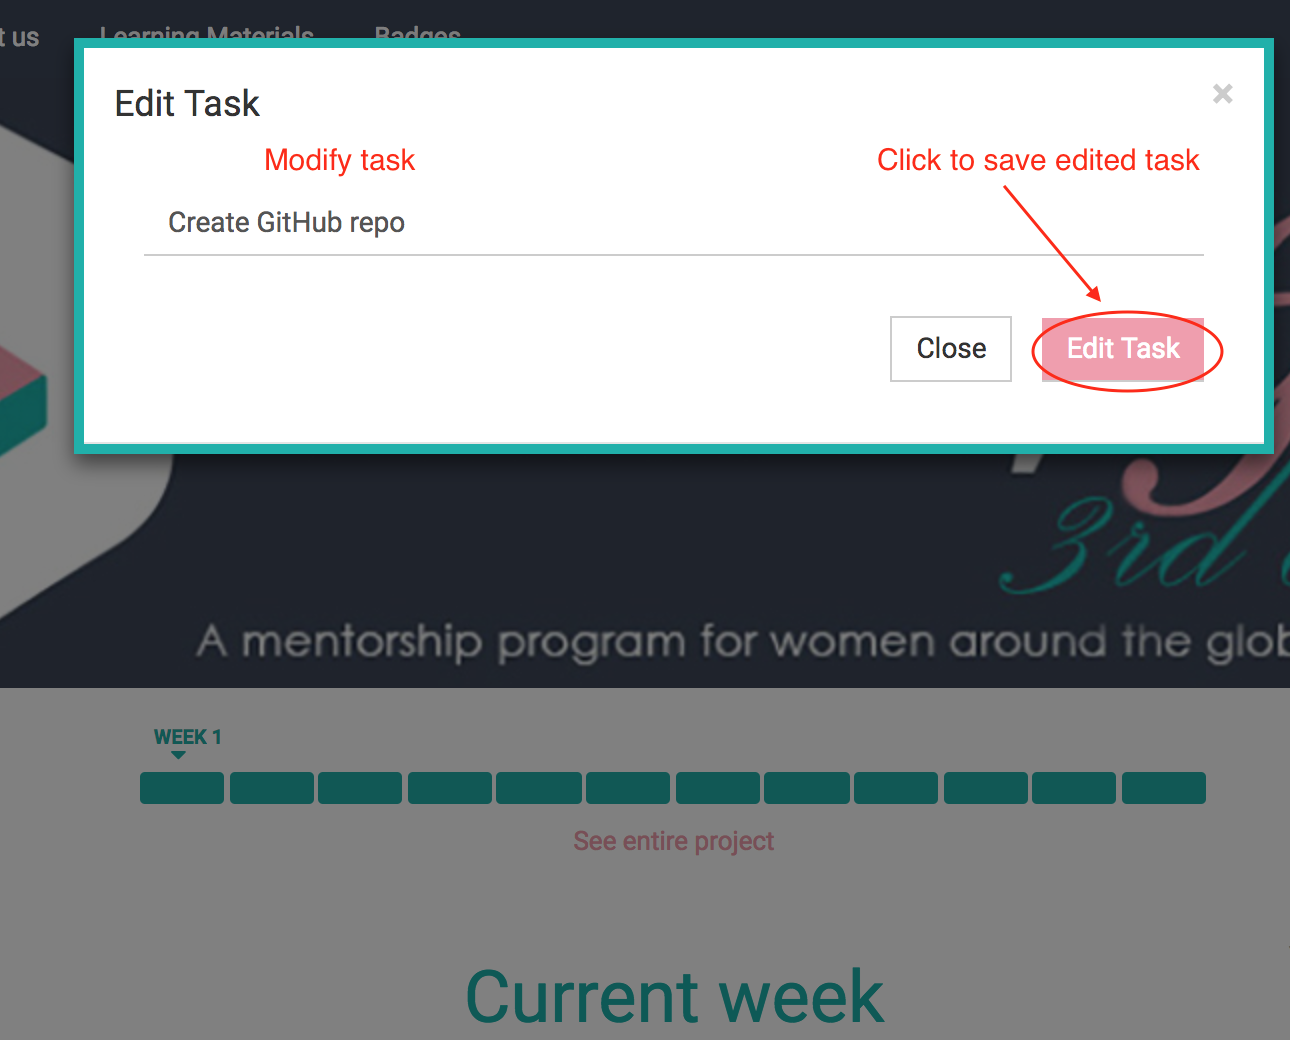 t us Learning Materials Badges
Edit Task
×
Modify task
Click to save edited task
Create GitHub repo
Close
Edit Task
3rd
A mentorship program for women around the glob
WEEK 1
See entire project
Current week